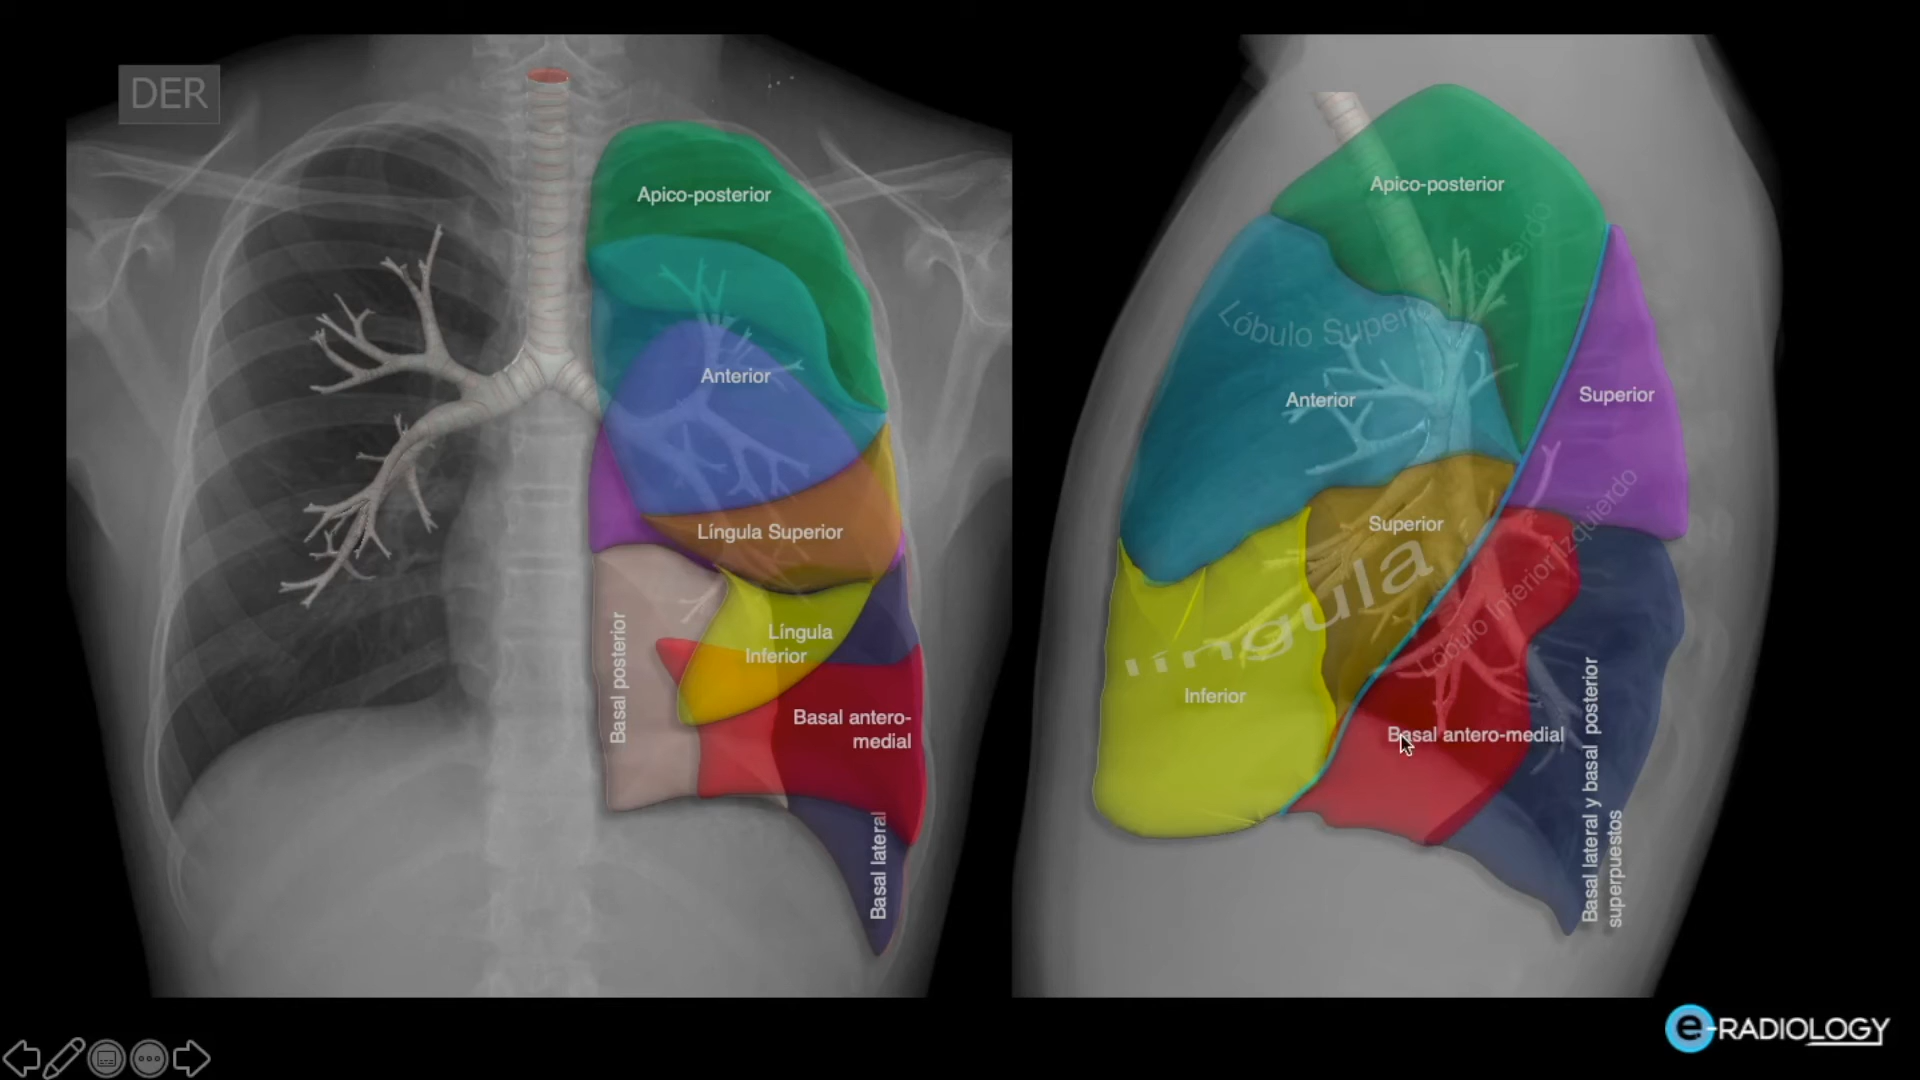 DER
Apico-posterior
Anterior
Língula Superior
Língula
Inferior
Basal posterior
Basal antero-
medial
Basal lateral
Apico-posterior
Lóbulo Superior
Izquierdo
Anterior
Superior
Superior
língula
Lóbulo Inferior Izquierdo
Inferior
Basal antero-medial
Basal lateral y basal posterior
superpuestos
e-RADIOLOGY